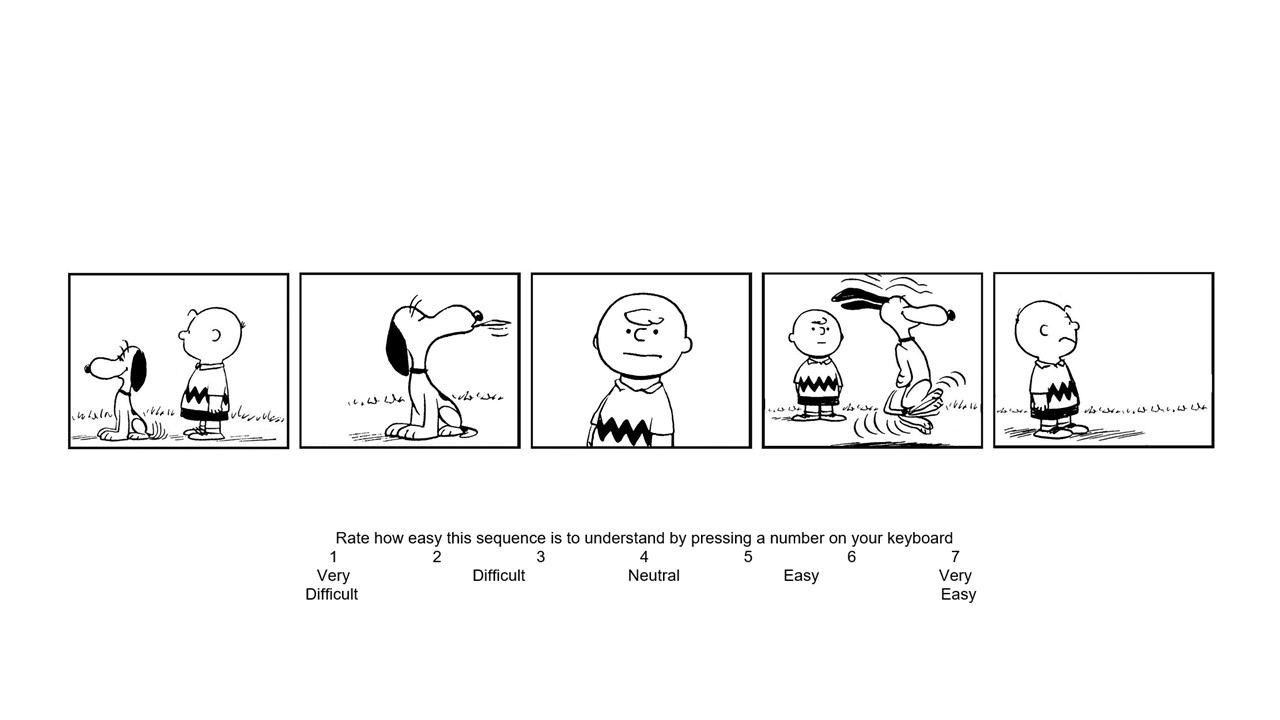 Rate how easy this sequence is to understand by pressing a number on your keyboard
1 2 3 4 5 6 7
Very Difficult Neutral Easy Very
Difficult Easy